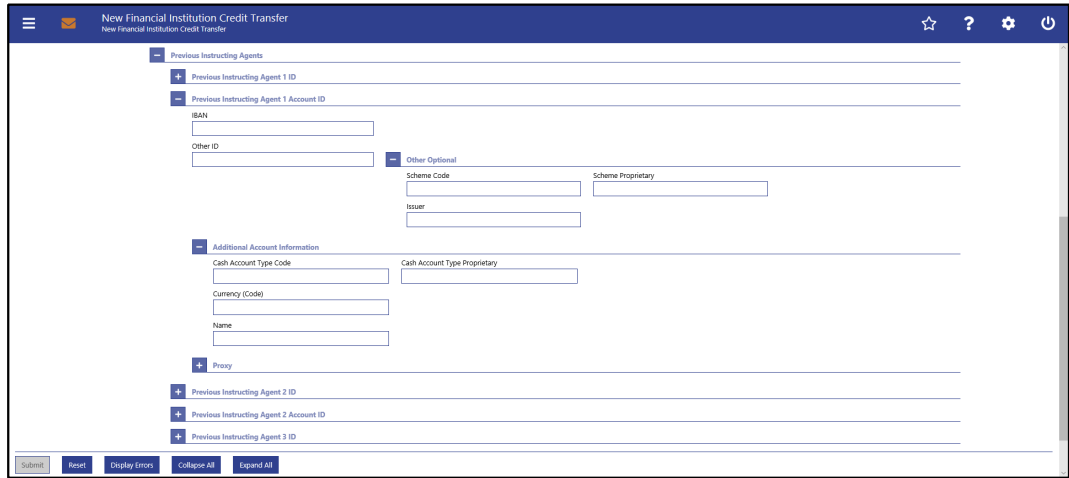 New Financial Institution Credit Transfer
New Financial Institution Credit Transfer
Previous Instructing Agents
Previous Instructing Agent 1 ID
Previous Instructing Agent 1 Account ID
IBAN
Other ID
Other Optional
Scheme Code Scheme Proprietary
Issuer
Additional Account Information
Cash Account Type Code Cash Account Type Proprietary
Currency (Code)
Name
Proxy
Previous Instructing Agent 2 ID
Previous Instructing Agent 2 Account ID
Previous Instructing Agent 3 ID
Submit Reset Display Errors Collapse All Expand All